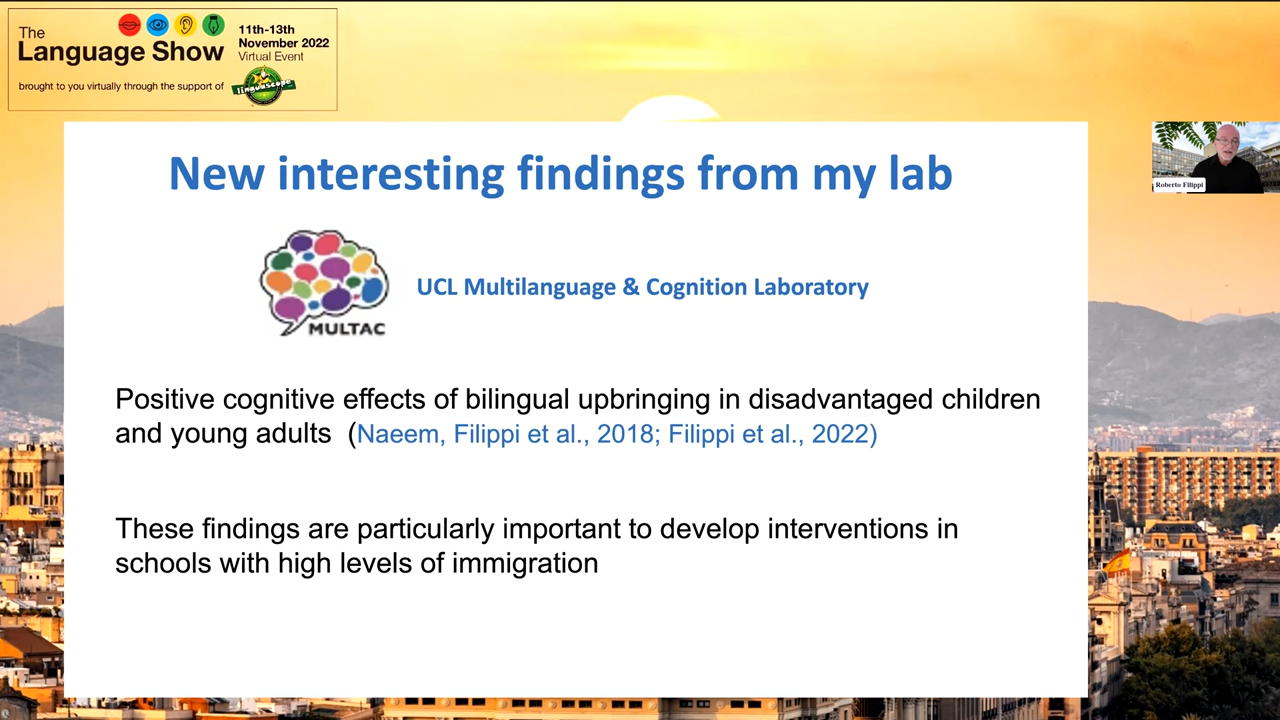 The
Language Show
11th-13th
November 2022
Virtual Event
brought to you virtually through the support of
linguascope
New interesting findings from my lab
MULTAC
UCL Multilanguage & Cognition Laboratory
Positive cognitive effects of bilingual upbringing in disadvantaged children
and young adults (Naeem, Filippi et al., 2018; Filippi et al., 2022)
These findings are particularly important to develop interventions in
schools with high levels of immigration
Roberto Filippi